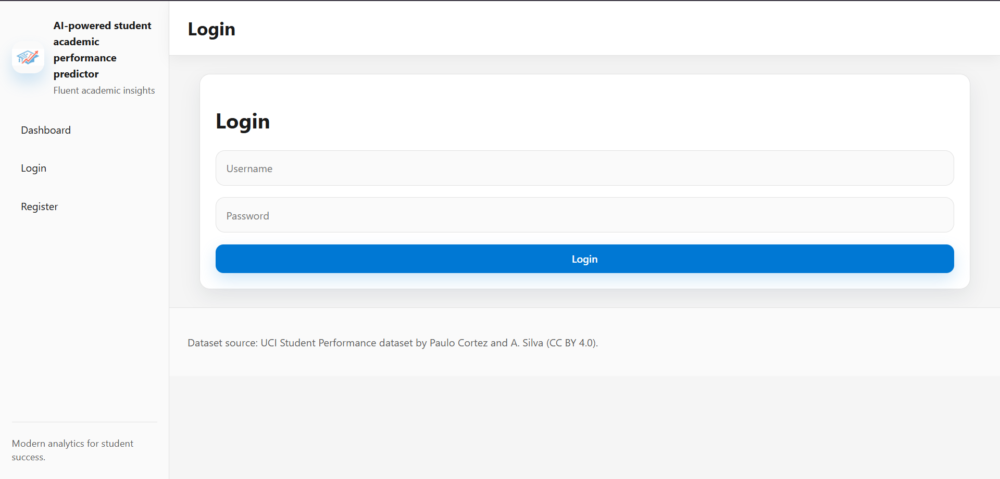 AI-powered student
academic
performance
predictor
Fluent academic insights
Dashboard
Login
Register
Modern analytics for student
success.
Login
Login
Username
Password
Login
Dataset source: UCI Student Performance dataset by Paulo Cortez and A. Silva (CC BY 4.0).